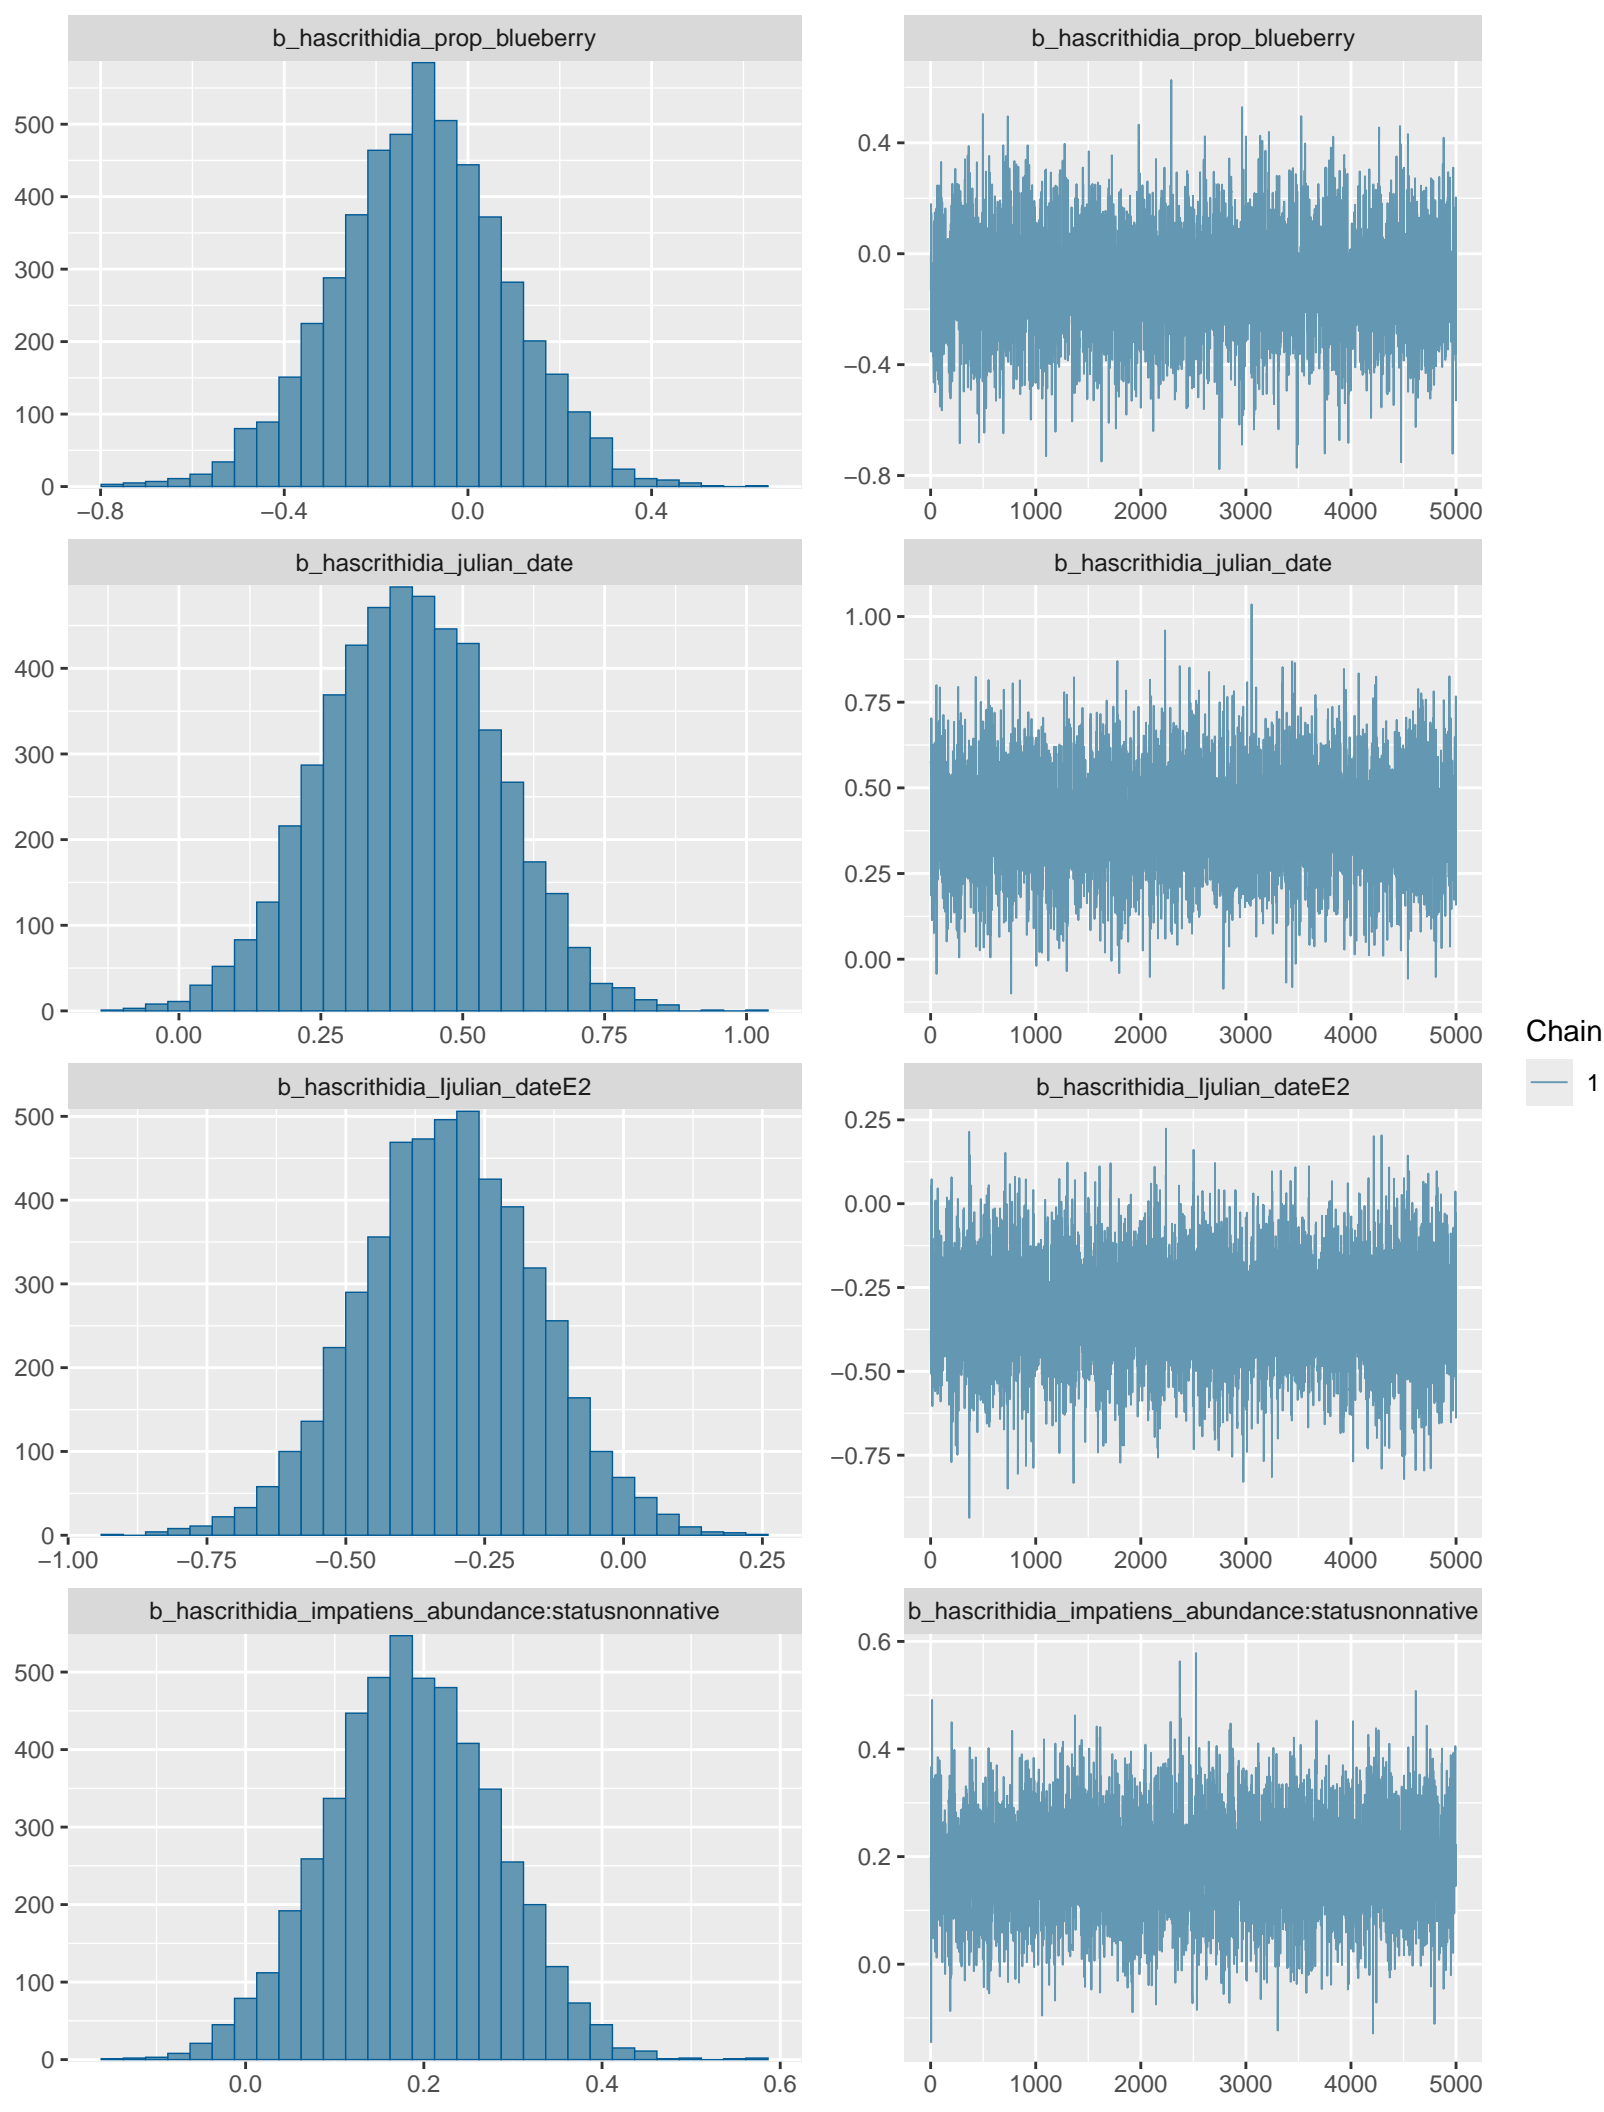 b_hascrithidia_prop_blueberry
b_hascrithidia_prop_blueberry
500
400
300
200
100
0
−0.8 −0.4 0.0 0.4
0.4
0.0
−0.4
−0.8
0 1000 2000 3000 4000 5000
b_hascrithidia_julian_date
b_hascrithidia_julian_date
400
300
200
100
0
0.00 0.25 0.50 0.75 1.00
1.00
0.75
0.50
0.25
0.00
0 1000 2000 3000 4000 5000
b_hascrithidia_Ijulian_dateE2
b_hascrithidia_Ijulian_dateE2
500
400
300
200
100
0
−1.00 −0.75 −0.50 −0.25 0.00 0.25
0.25
0.00
−0.25
−0.50
−0.75
0 1000 2000 3000 4000 5000
b_hascrithidia_impatiens_abundance:statusnonnative
b_hascrithidia_impatiens_abundance:statusnonnative
500
400
300
200
100
0
0.0 0.2 0.4 0.6
0.6
0.4
0.2
0.0
0 1000 2000 3000 4000 5000
Chain
1